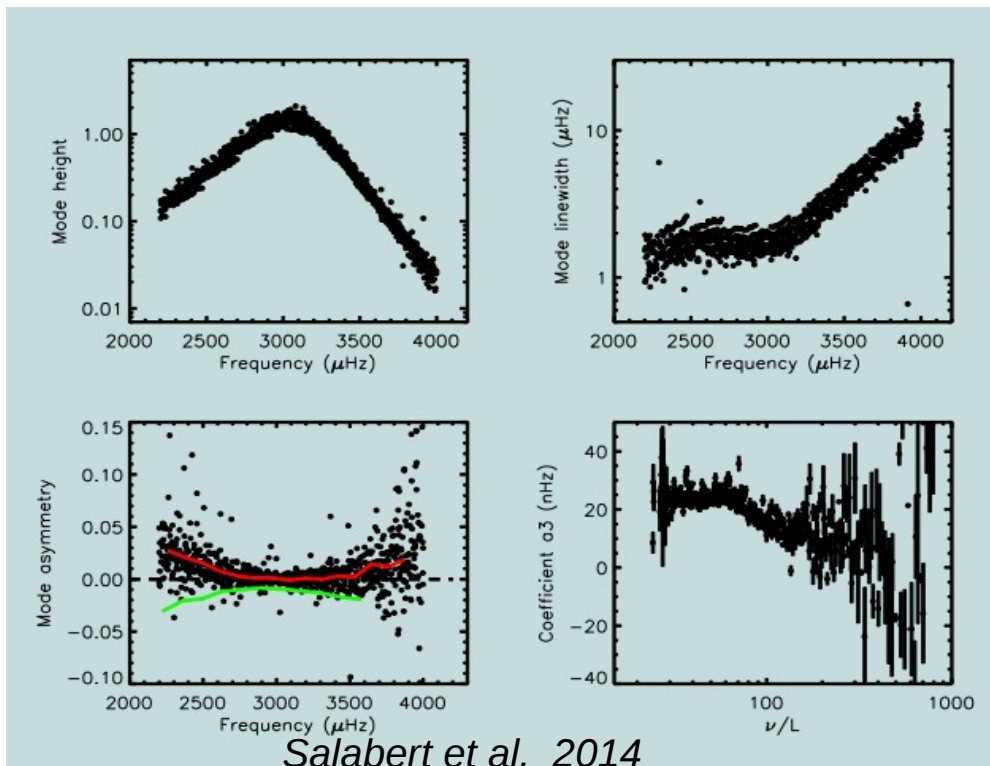 Mode height
1.00
0.10
0.01
2000 2500 3000 3500 4000
Frequency (μHz)
Mode linewidth (μHz)
10
1
2000 2500 3000 3500 4000
Frequency (μHz)
Mode asymmetry
0.15
0.10
0.05
0.00
−0.05
−0.10
2000 2500 3000 3500 4000
Frequency (μHz)
Coefficient a3 (nHz)
40
20
0
−20
−40
100 1000
ν/L
Salabert et al. 2014